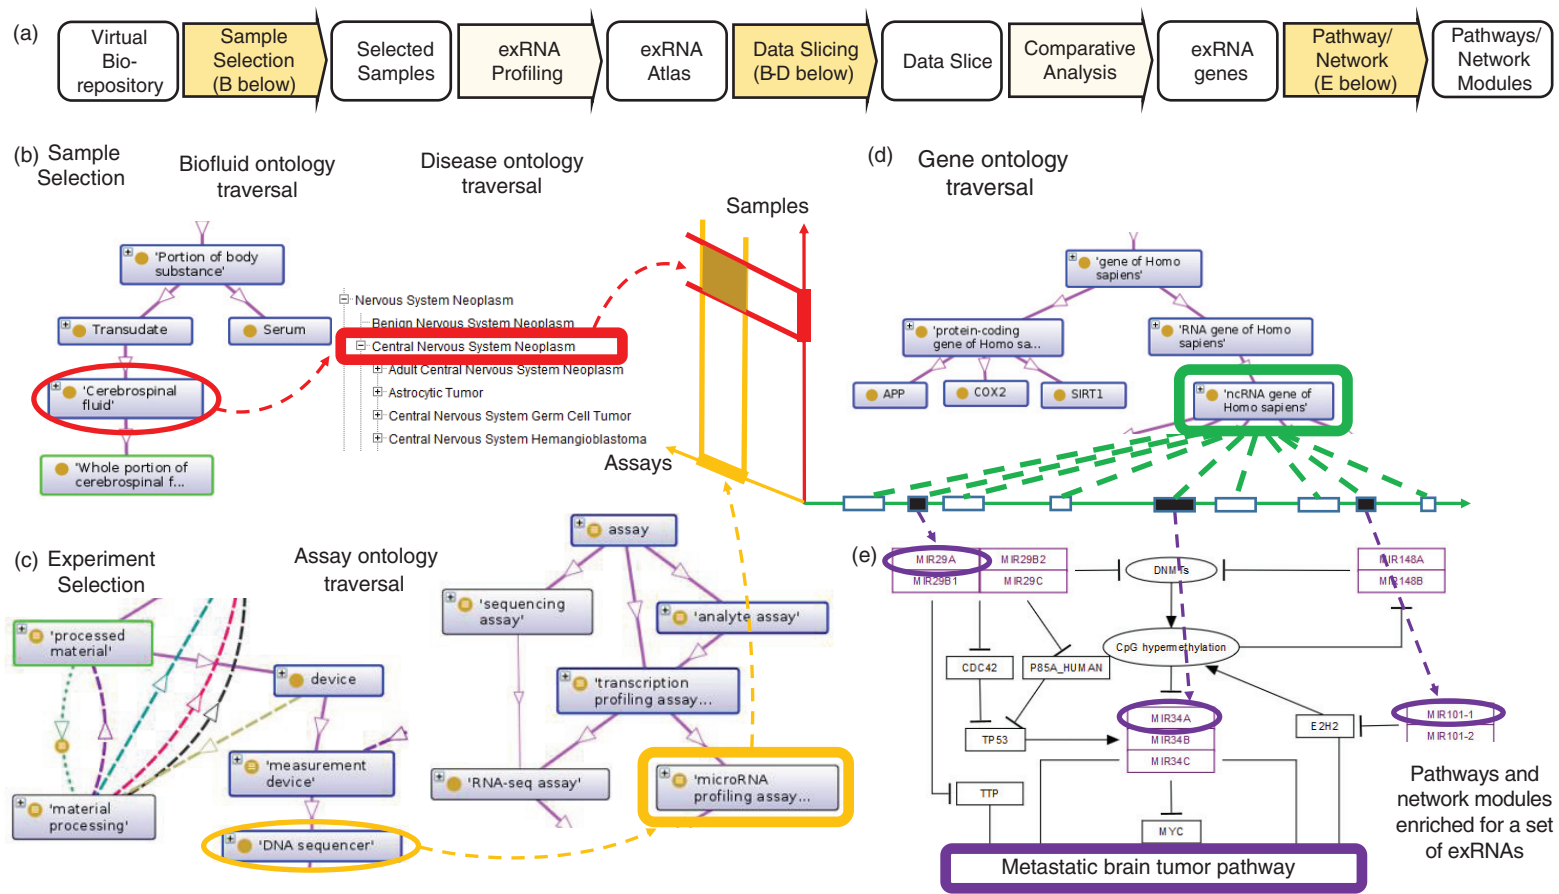 (a)
Virtual
Bio-
repository
Sample
Selection
(B below)
Selected
Samples
exRNA
Profiling
exRNA
Atlas
Data Slicing
(B-D below)
Data Slice
Comparative
Analysis
exRNA
genes
Pathway/
Network
(E below)
Pathways/
Network
Modules
(b) Sample
Selection
Biofluid ontology
traversal
Disease ontology
traversal
'Portion of body
substance'
Transudate
Serum
'Cerebrospinal
fluid'
'Whole portion of
cerebrospinal f...
Nervous System Neoplasm
Benign Nervous System Neoplasm
Central Nervous System Neoplasm
Adult Central Nervous System Neoplasm
Astrocytic Tumor
Central Nervous System Germ Cell Tumor
Central Nervous System Hemangioblastoma
Samples
Assays
(c) Experiment
Selection
Assay ontology
traversal
'processed
material'
device
'measurement
device'
'material
processing'
'DNA sequencer'
assay
'sequencing
assay'
'analyte assay'
'transcription
profiling assay...
'RNA-seq assay'
'microRNA
profiling assay...
(d) Gene ontology
traversal
'gene of Homo
sapiens'
'protein-coding
gene of Homo sa...
'RNA gene of Homo
sapiens'
APP
COX2
SIRT1
'ncRNA gene of
Homo sapiens'
(e)
MIR29A
MIR29B2
MIR29B1
MIR29C
DNMTs
MIR148A
MIR148B
CpG hypermethylation
CDC42
P85A_HUMAN
TP53
MIR34A
MIR34B
MIR34C
E2H2
MIR101-1
MIR101-2
TTP
MYC
Metastatic brain tumor pathway
Pathways and
network modules
enriched for a set
of exRNAs